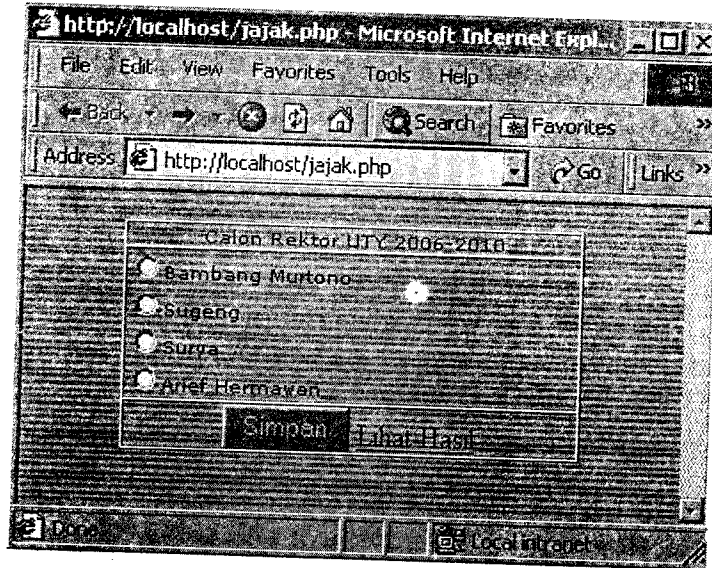 http://localhost/jajak.php - Microsoft Internet Expl...
File Edit View Favorites Tools Help
Back Search Favorites »
Address http://localhost/jajak.php Go Links »
Calon Rektor UTY 2006-2010
Bambang Murtono
Sugeng
Surya
Arief Hermawan
Simpan Lihat Hasil
Done Local intranet